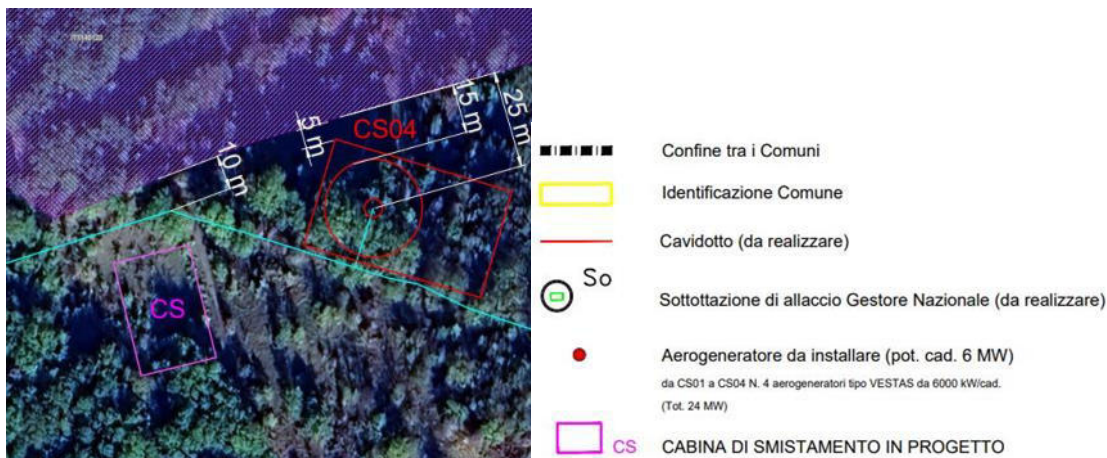 CS04
5 m
15 m
25 m
10 m
CS
Confine tra i Comuni
Identificazione Comune
Cavidotto (da realizzare)
So
Sottottazione di allaccio Gestore Nazionale (da realizzare)
Aerogeneratore da installare (pot. cad. 6 MW)
da CS01 a CS04 N. 4 aerogeneratori tipo VESTAS da 6000 kW/cad.
(Tot. 24 MW)
CS
CABINA DI SMISTAMENTO IN PROGETTO